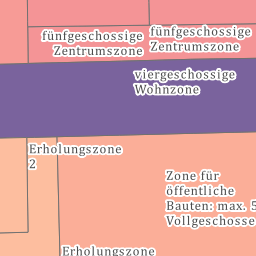 fünfgeschossige
Zentrumszone
fünfgeschossige
Zentrumszone
viergeschossige
Wohnzone
Erholungszone
2
Zone für
öffentliche
Bauten: max. 5
Vollgeschosse
Erholungszone